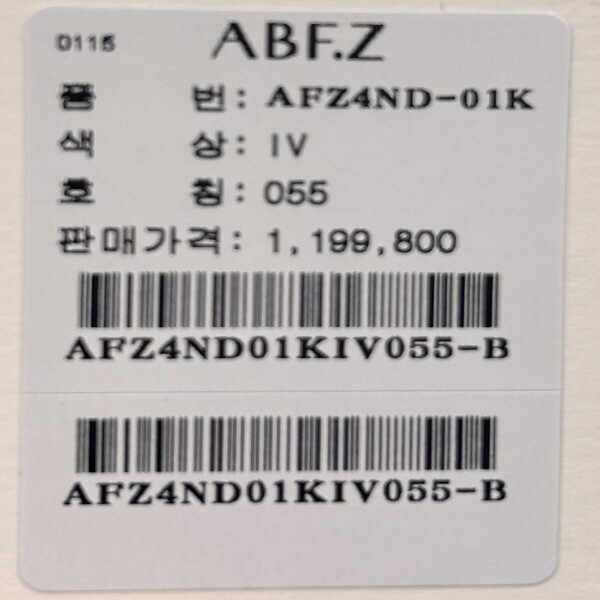 0115 ABF.Z
품 번: AFZ4ND-01K
색 상: IV
호 칭: 055
판매가격: 1,199,800
AFZ4ND01KIV055-B
AFZ4ND01KIV055-B